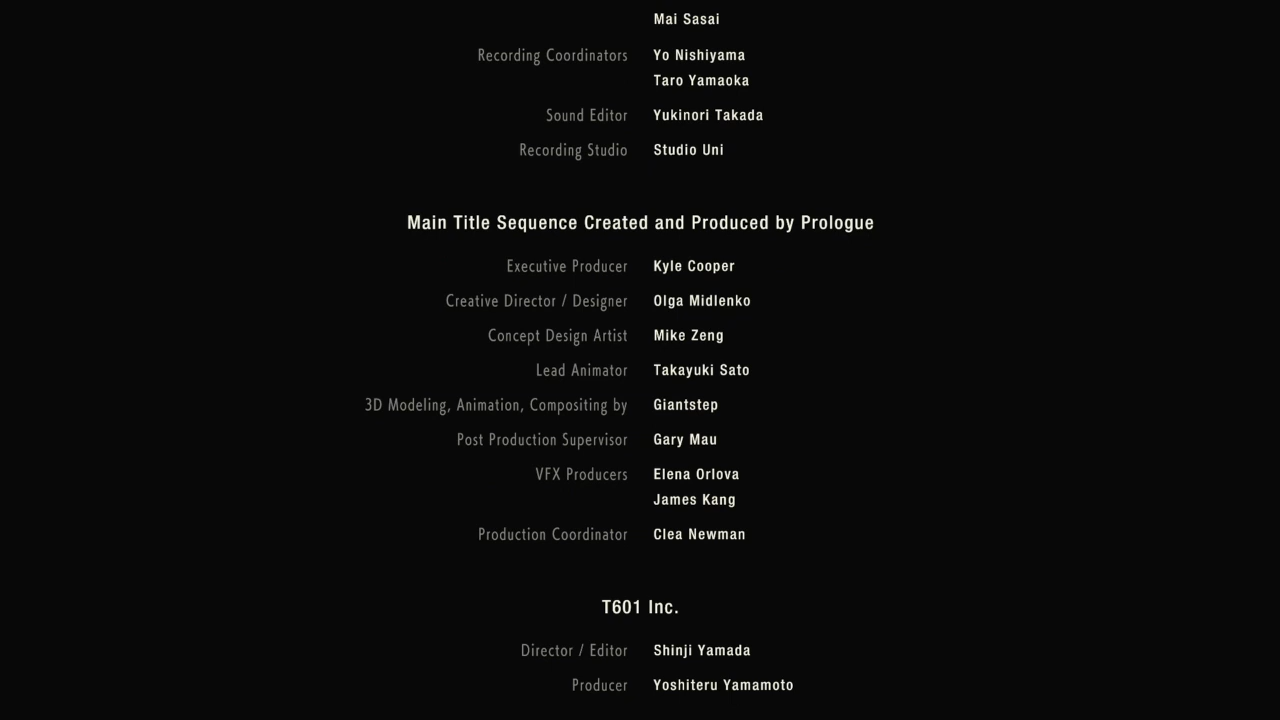 Mai Sasai
Recording Coordinators Yo Nishiyama
Taro Yamaoka
Sound Editor Yukinori Takada
Recording Studio Studio Uni
Main Title Sequence Created and Produced by Prologue
Executive Producer Kyle Cooper
Creative Director / Designer Olga Midlenko
Concept Design Artist Mike Zeng
Lead Animator Takayuki Sato
3D Modeling, Animation, Compositing by Giantstep
Post Production Supervisor Gary Mau
VFX Producers Elena Orlova
James Kang
Production Coordinator Clea Newman
T601 Inc.
Director / Editor Shinji Yamada
Producer Yoshiteru Yamamoto